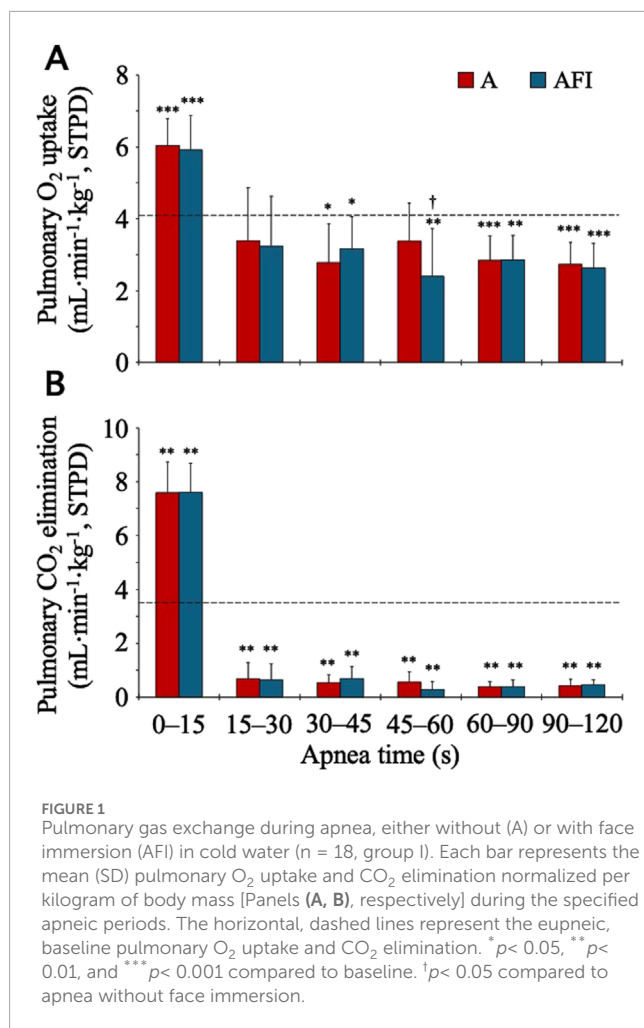 A
8
6
4
2
0
Pulmonary O₂ uptake
(mL·min⁻¹·kg⁻¹, STPD)
A AFI
*** ***
* *
†
**
*** **
*** ***
B
10
8
6
4
2
0
Pulmonary CO₂ elimination
(mL·min⁻¹·kg⁻¹, STPD)
** **
** **
** **
** **
** **
** **
0–15 15–30 30–45 45–60 60–90 90–120
Apnea time (s)
FIGURE 1
Pulmonary gas exchange during apnea, either without (A) or with face
immersion (AFI) in cold water (n = 18, group I). Each bar represents the
mean (SD) pulmonary O₂ uptake and CO₂ elimination normalized per
kilogram of body mass [Panels (A, B), respectively] during the specified
apneic periods. The horizontal, dashed lines represent the eupneic,
baseline pulmonary O₂ uptake and CO₂ elimination. *p< 0.05, **p<
0.01, and ***p< 0.001 compared to baseline. †p< 0.05 compared to
apnea without face immersion.